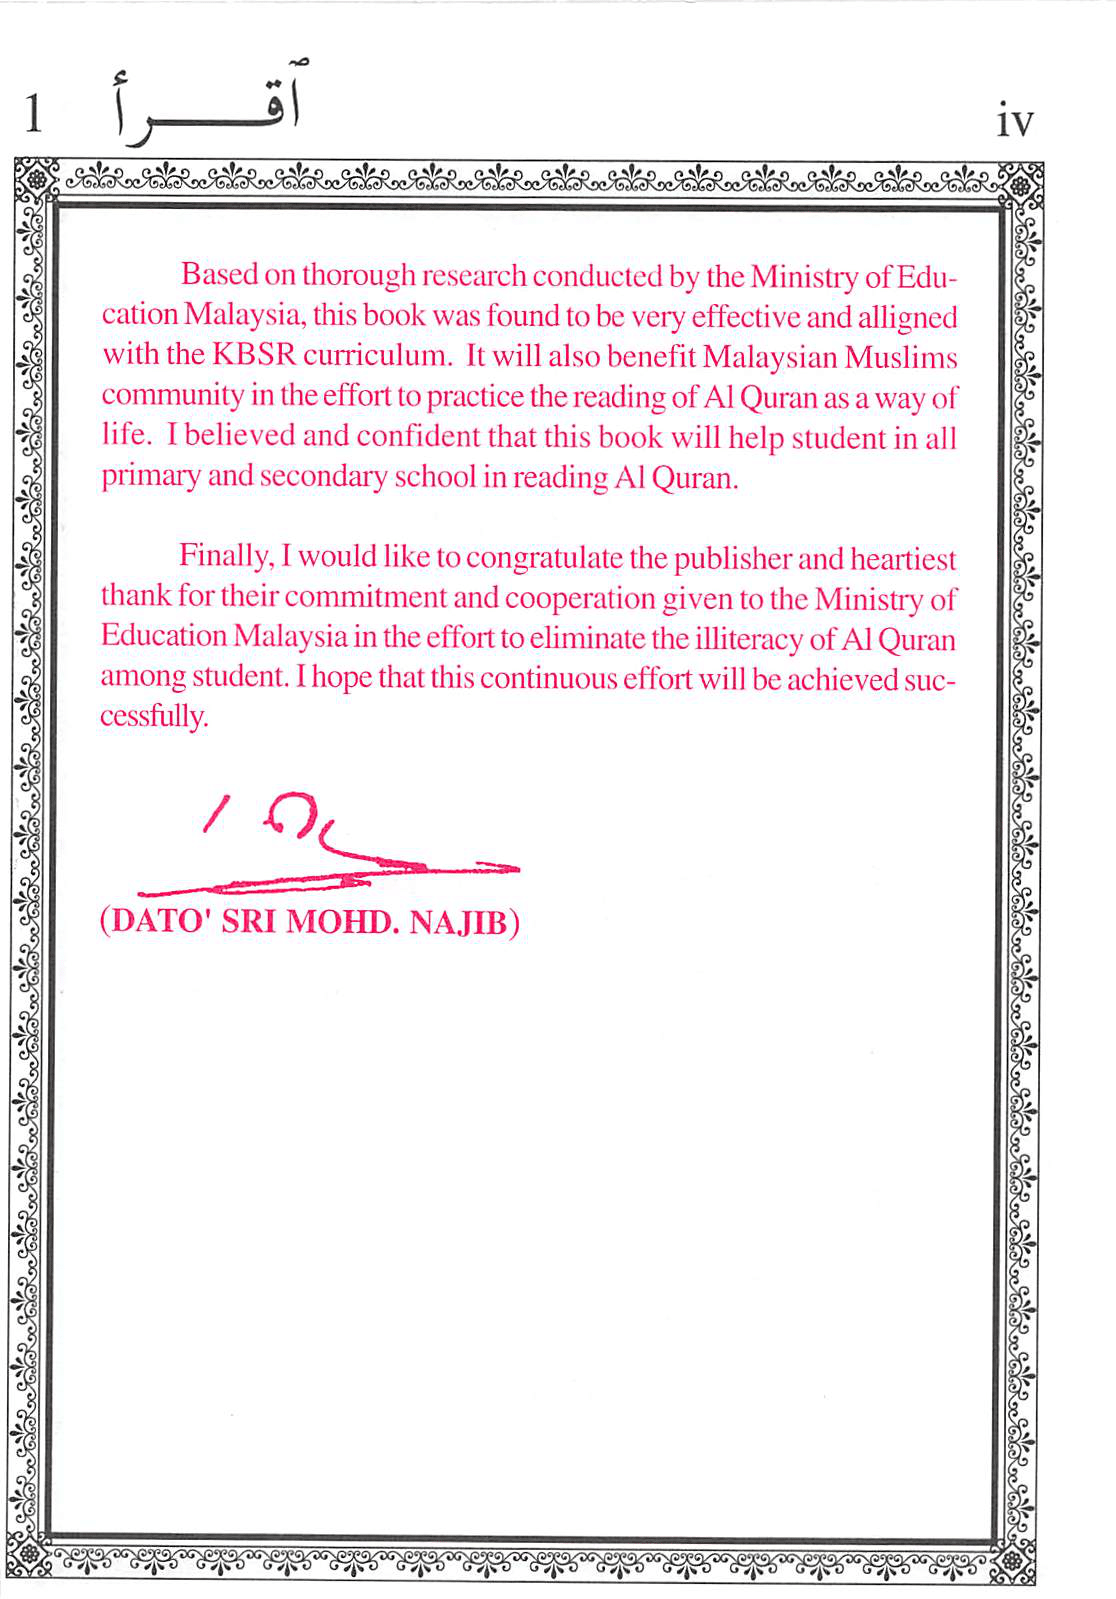 1 ٱقـــرأ iv
Based on thorough research conducted by the Ministry of Edu-
cation Malaysia, this book was found to be very effective and alligned
with the KBSR curriculum. It will also benefit Malaysian Muslims
community in the effort to practice the reading of Al Quran as a way of
life. I believed and confident that this book will help student in all
primary and secondary school in reading Al Quran.
Finally, I would like to congratulate the publisher and heartiest
thank for their commitment and cooperation given to the Ministry of
Education Malaysia in the effort to eliminate the illiteracy of Al Quran
among student. I hope that this continuous effort will be achieved suc-
cessfully.
(DATO' SRI MOHD. NAJIB)